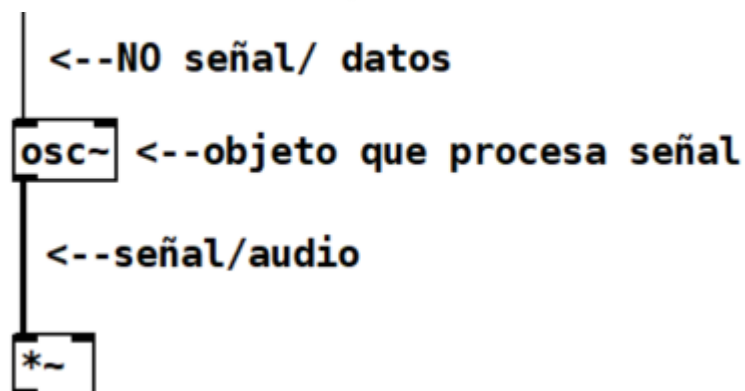 <--NO señal/ datos
osc~ <--objeto que procesa señal
<--señal/audio
*~